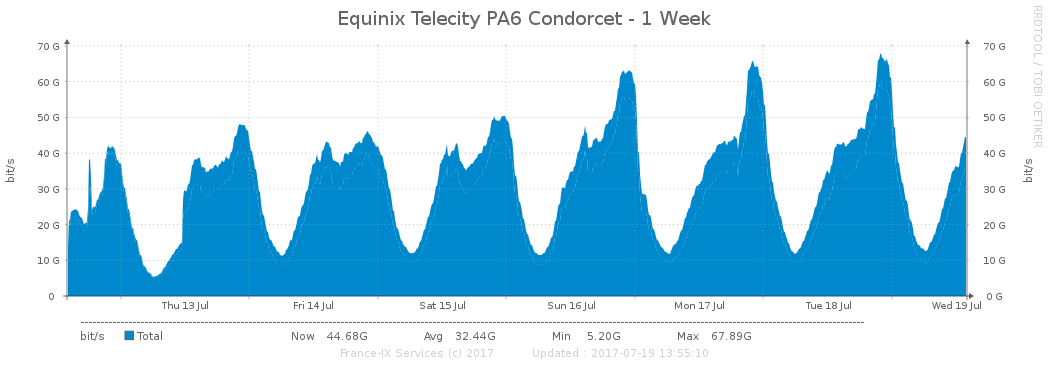 Equinix Telecity PA6 Condorcet - 1 Week
RRDTOOL / TOBI OETIKER
bit/s
70 G
60 G
50 G
40 G
30 G
20 G
10 G
0
70 G
60 G
50 G
40 G
30 G
20 G
10 G
0 G
bit/s
Thu 13 Jul Fri 14 Jul Sat 15 Jul Sun 16 Jul Mon 17 Jul Tue 18 Jul Wed 19 Jul
bit/s Total Now 44.68G Avg 32.44G Min 5.20G Max 67.89G
France-IX Services (c) 2017 Updated : 2017-07-19 13:55:10